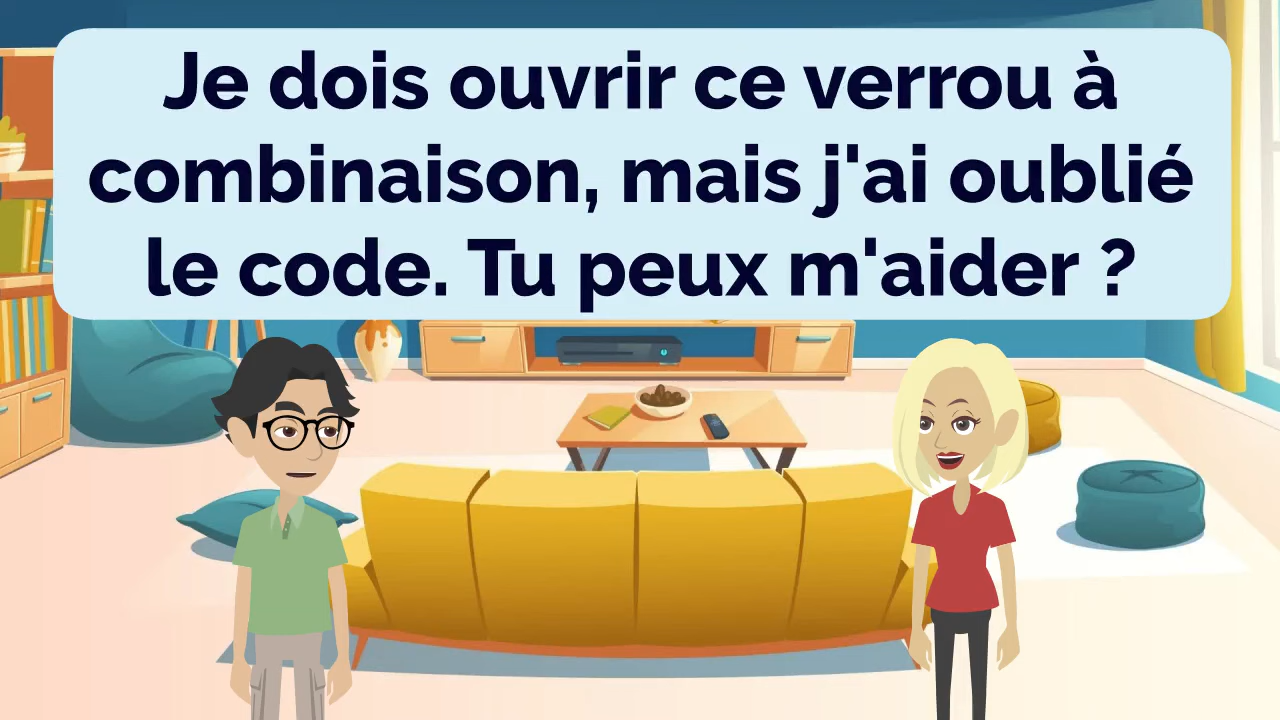 Je dois ouvrir ce verrou à
combinaison, mais j'ai oublié
le code. Tu peux m'aider ?